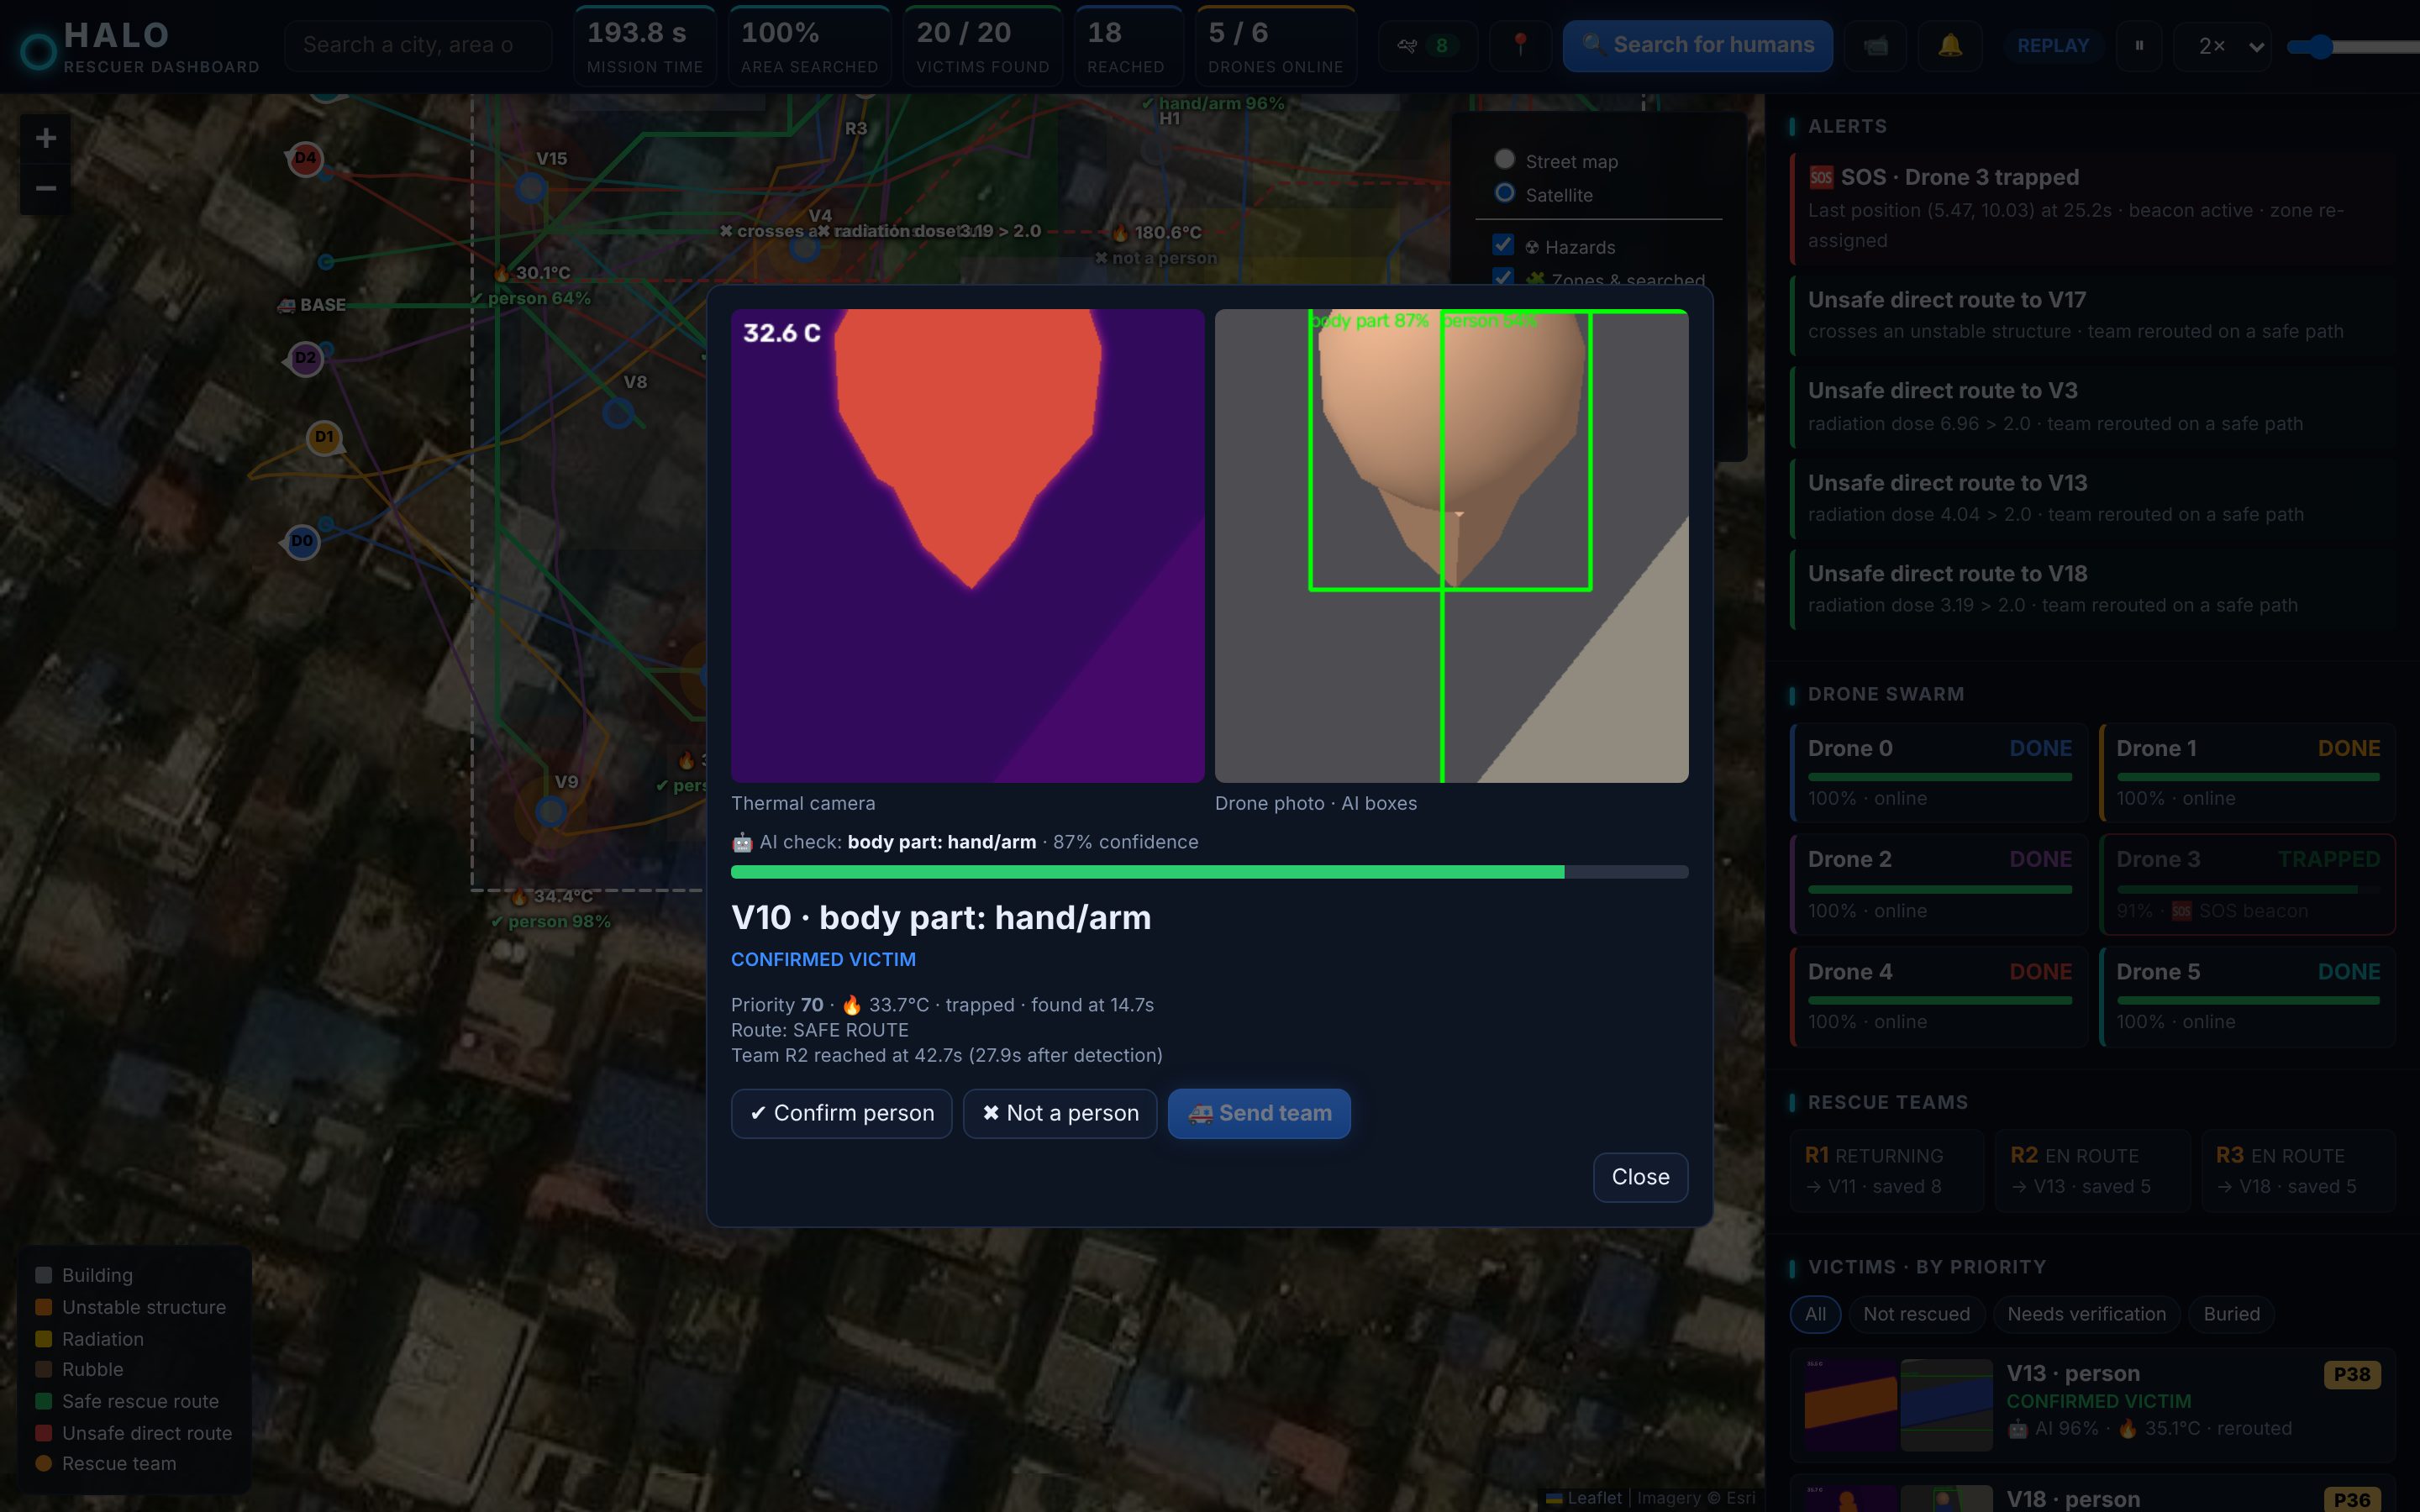 HALO
RESCUER DASHBOARD
Search a city, area o
193.8 s
MISSION TIME
100%
AREA SEARCHED
20 / 20
VICTIMS FOUND
18
REACHED
5 / 6
DRONES ONLINE
8
Search for humans
REPLAY
2×
+
−
hand/arm 96%
H1
R3
D4
V15
V4
✖ crosses a
✖ radiation dose 3.19 > 2.0
180.6°C
✖ not a person
30.1°C
✔ person 64%
BASE
D2
V8
D1
D0
V9
34.4°C
✔ person 98%
Street map
Satellite
Hazards
Zones & searched
32.6 C
body part 87%
person 54%
Thermal camera
Drone photo · AI boxes
AI check: body part: hand/arm · 87% confidence
V10 · body part: hand/arm
CONFIRMED VICTIM
Priority 70 · 🔥 33.7°C · trapped · found at 14.7s
Route: SAFE ROUTE
Team R2 reached at 42.7s (27.9s after detection)
✔ Confirm person
✖ Not a person
Send team
Close
Building
Unstable structure
Radiation
Rubble
Safe rescue route
Unsafe direct route
Rescue team
Leaflet | Imagery © Esri
ALERTS
SOS · Drone 3 trapped
Last position (5.47, 10.03) at 25.2s · beacon active · zone re-
assigned
Unsafe direct route to V17
crosses an unstable structure · team rerouted on a safe path
Unsafe direct route to V3
radiation dose 6.96 > 2.0 · team rerouted on a safe path
Unsafe direct route to V13
radiation dose 4.04 > 2.0 · team rerouted on a safe path
Unsafe direct route to V18
radiation dose 3.19 > 2.0 · team rerouted on a safe path
DRONE SWARM
Drone 0 DONE
100% · online
Drone 1 DONE
100% · online
Drone 2 DONE
100% · online
Drone 3 TRAPPED
91% · SOS beacon
Drone 4 DONE
100% · online
Drone 5 DONE
100% · online
RESCUE TEAMS
R1 RETURNING
→ V11 · saved 8
R2 EN ROUTE
→ V13 · saved 5
R3 EN ROUTE
→ V18 · saved 5
VICTIMS · BY PRIORITY
All
Not rescued
Needs verification
Buried
V13 · person
P38
CONFIRMED VICTIM
AI 96% · 🔥 35.1°C · rerouted
V18 · person
P36